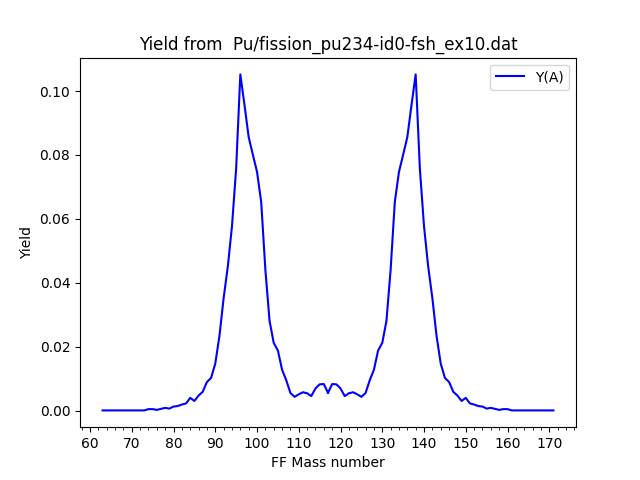 Yield from  Pu/fission_pu234-id0-fsh_ex10.dat
Y(A)
0.10
0.08
0.06
0.04
0.02
0.00
Yield
60 70 80 90 100 110 120 130 140 150 160 170
FF Mass number